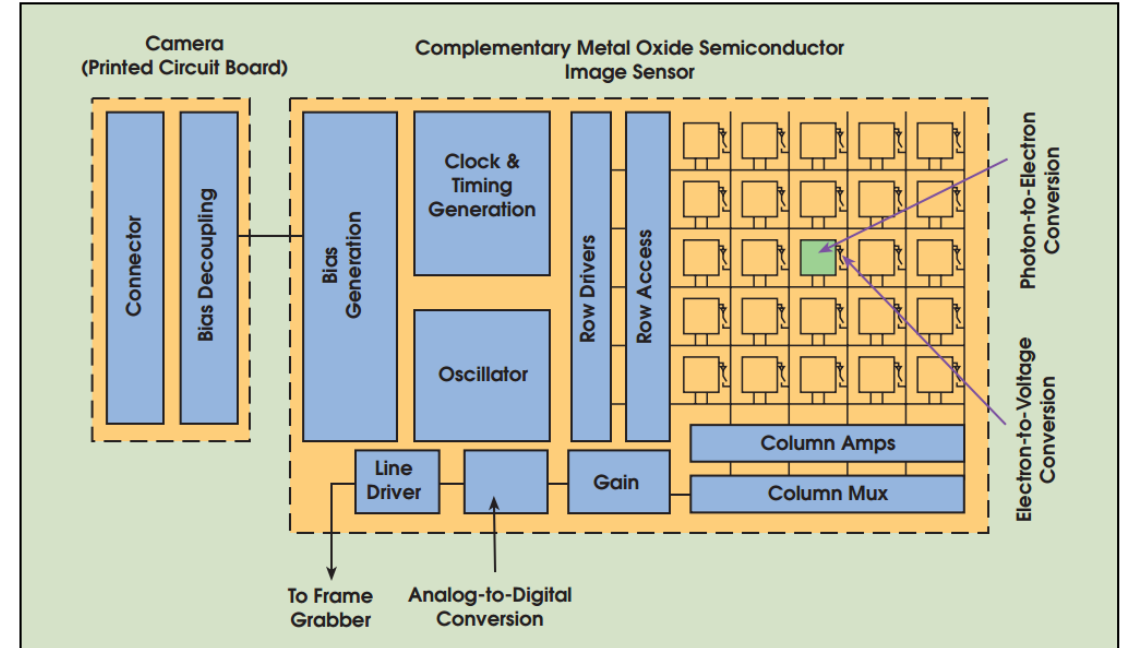 Camera
(Printed Circuit Board)
Complementary Metal Oxide Semiconductor
Image Sensor
Connector
Bias Decoupling
Bias
Generation
Clock &
Timing
Generation
Oscillator
Row Drivers
Row Access
Photon-to-Electron
Conversion
Electron-to-Voltage
Conversion
Column Amps
Column Mux
Line
Driver
Gain
To Frame
Grabber
Analog-to-Digital
Conversion